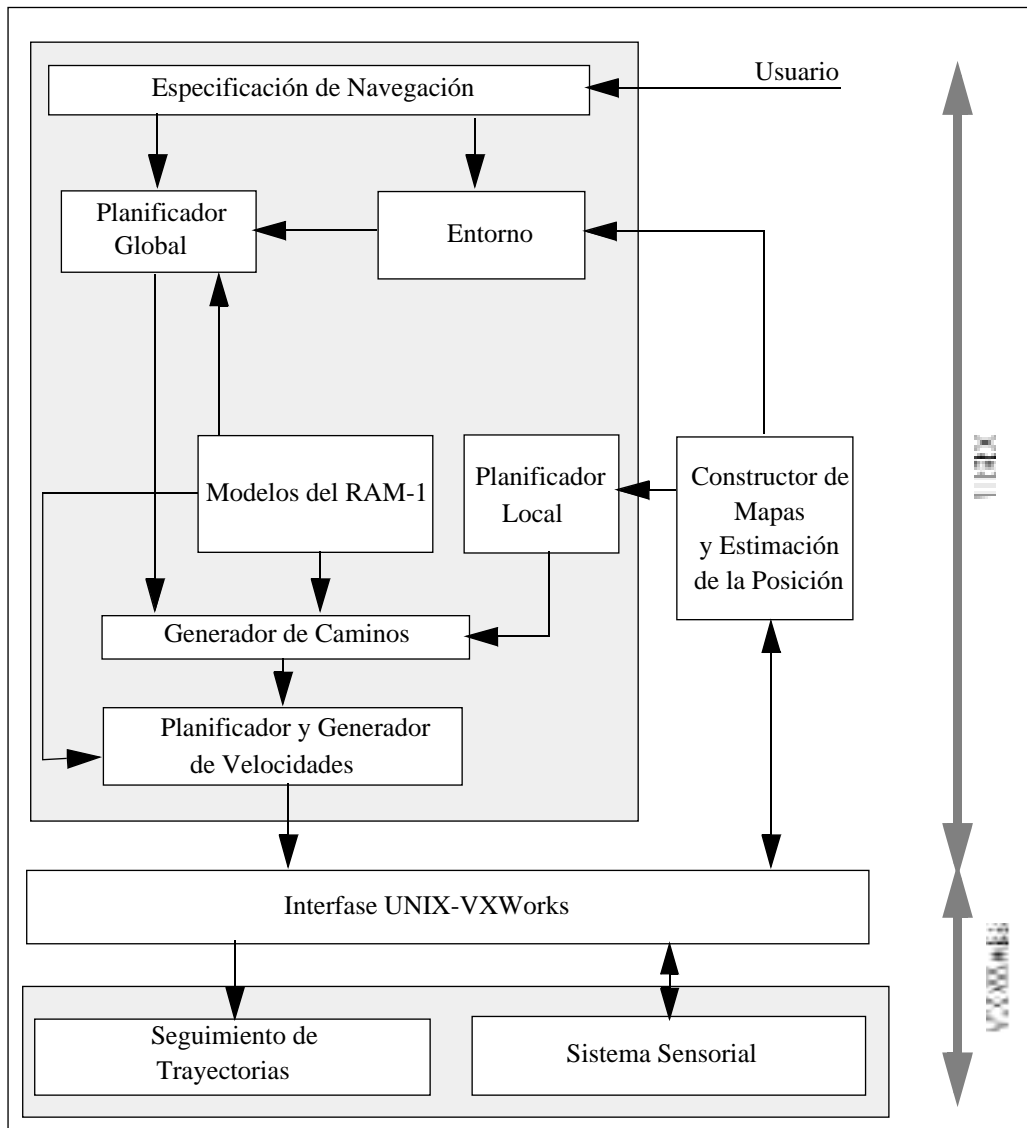 Usuario
Especificación de Navegación
Planificador
Global
Entorno
Modelos del RAM-1
Planificador
Local
Constructor de
Mapas
y Estimación
de la Posición
Generador de Caminos
Planificador y Generador
de Velocidades
Interfase UNIX-VXWorks
Seguimiento de
Trayectorias
Sistema Sensorial